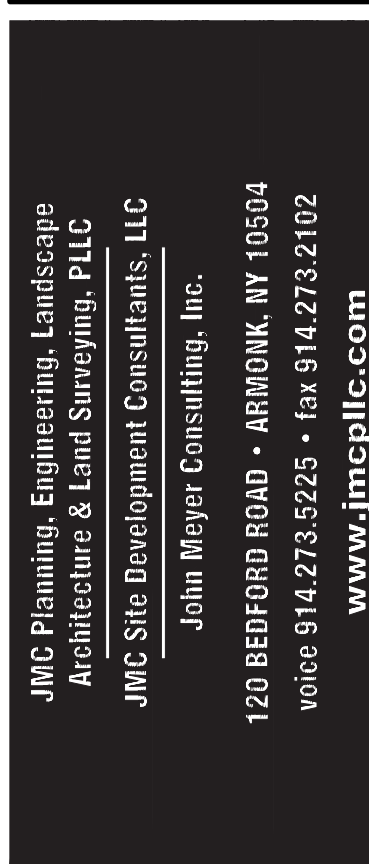 JMC Planning, Engineering, Landscape
Architecture & Land Surveying, PLLC
JMC Site Development Consultants, LLC
John Meyer Consulting, Inc.
120 BEDFORD ROAD • ARMONK, NY 10504
voice 914.273.5225 • fax 914.273.2102
www.jmcpllc.com